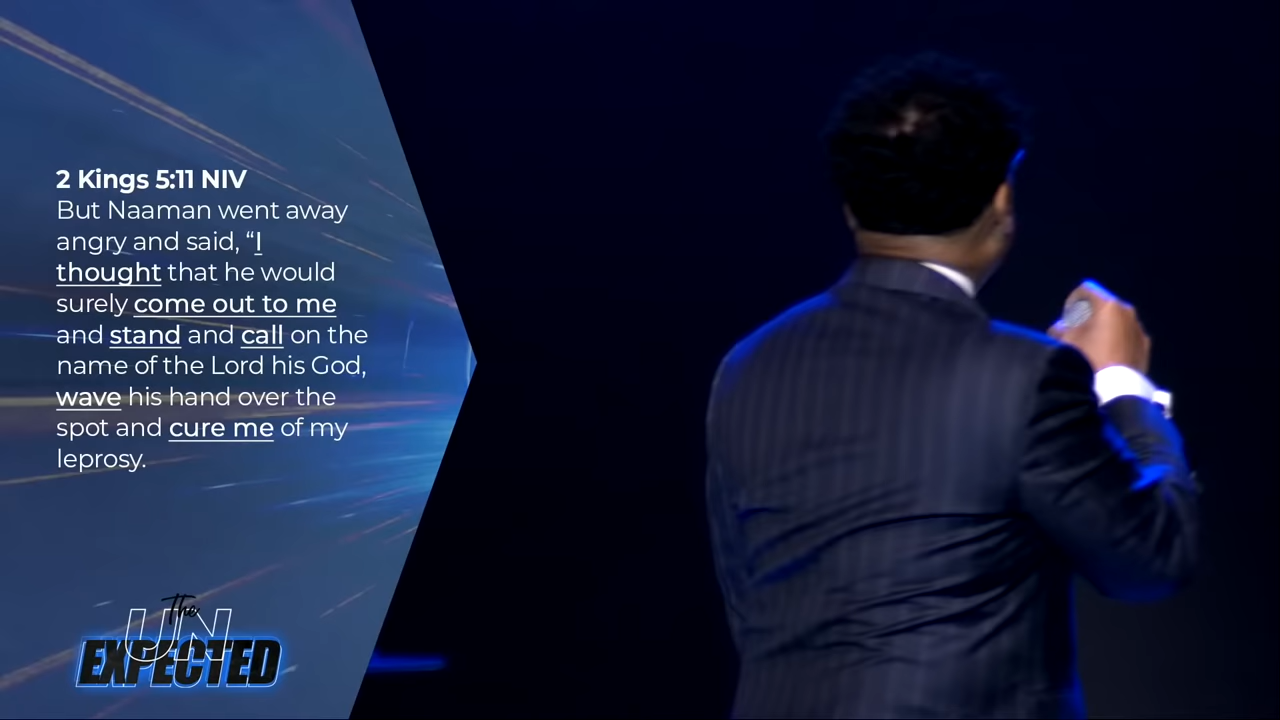 2 Kings 5:11 NIV
But Naaman went away
angry and said, “I
thought that he would
surely come out to me
and stand and call on the
name of the Lord his God,
wave his hand over the
spot and cure me of my
leprosy.
The
UN
EXPECTED